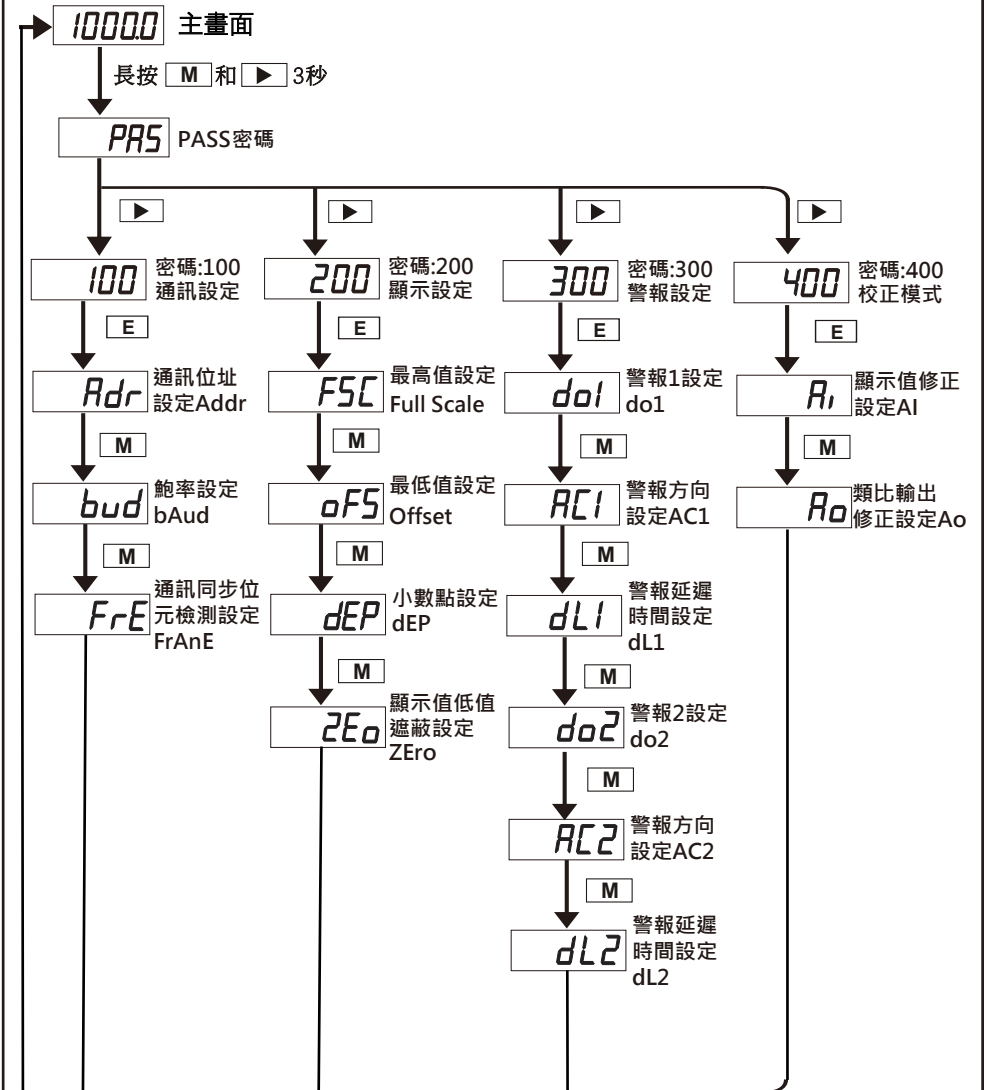 1000.0 主畫面
長按 M 和 ▶ 3秒
PAS PASS密碼
▶ ▶ ▶ ▶
100 密碼:100
通訊設定
E
Adr 通訊位址
設定Addr
M
bud 鮑率設定
bAud
M
FrE 通訊同步位
元檢測設定
FrAnE
200 密碼:200
顯示設定
E
FSC 最高值設定
Full Scale
M
oFS 最低值設定
Offset
M
dEP 小數點設定
dEP
M
ZEo 顯示值低值
遮蔽設定
ZEro
300 密碼:300
警報設定
E
do1 警報1設定
do1
M
AC1 警報方向
設定AC1
M
dL1 警報延遲
時間設定
dL1
M
do2 警報2設定
do2
M
AC2 警報方向
設定AC2
M
dL2 警報延遲
時間設定
dL2
400 密碼:400
校正模式
E
Ai 顯示值修正
設定AI
M
Ao 類比輸出
修正設定Ao